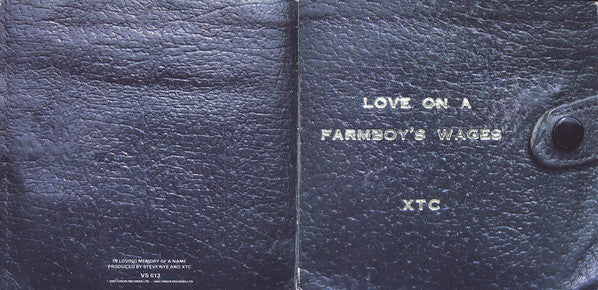 LOVE ON A
FARMBOY'S WAGES
XTC
IN LOVING MEMORY OF A NAME
PRODUCED BY STEVE NYE AND XTC
VS 613